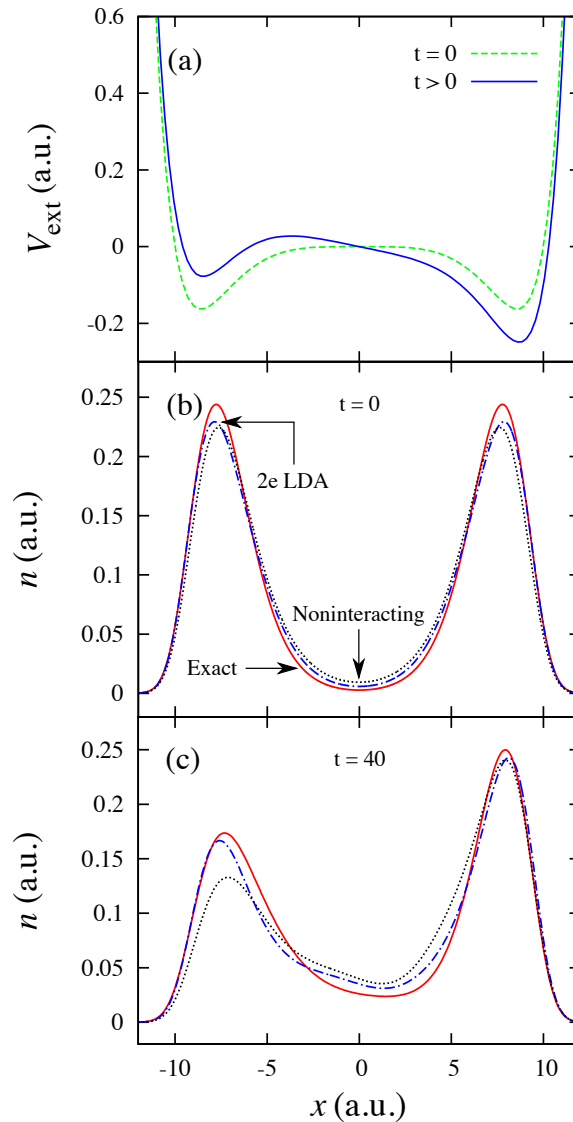 0.6
(a)
t = 0
t > 0
0.4
0.2
0
-0.2
V_ext (a.u.)
(b)
t = 0
0.25
0.2
0.15
0.1
0.05
0
n (a.u.)
2e LDA
Noninteracting
Exact
(c)
t = 40
0.25
0.2
0.15
0.1
0.05
0
n (a.u.)
-10 -5 0 5 10
x (a.u.)